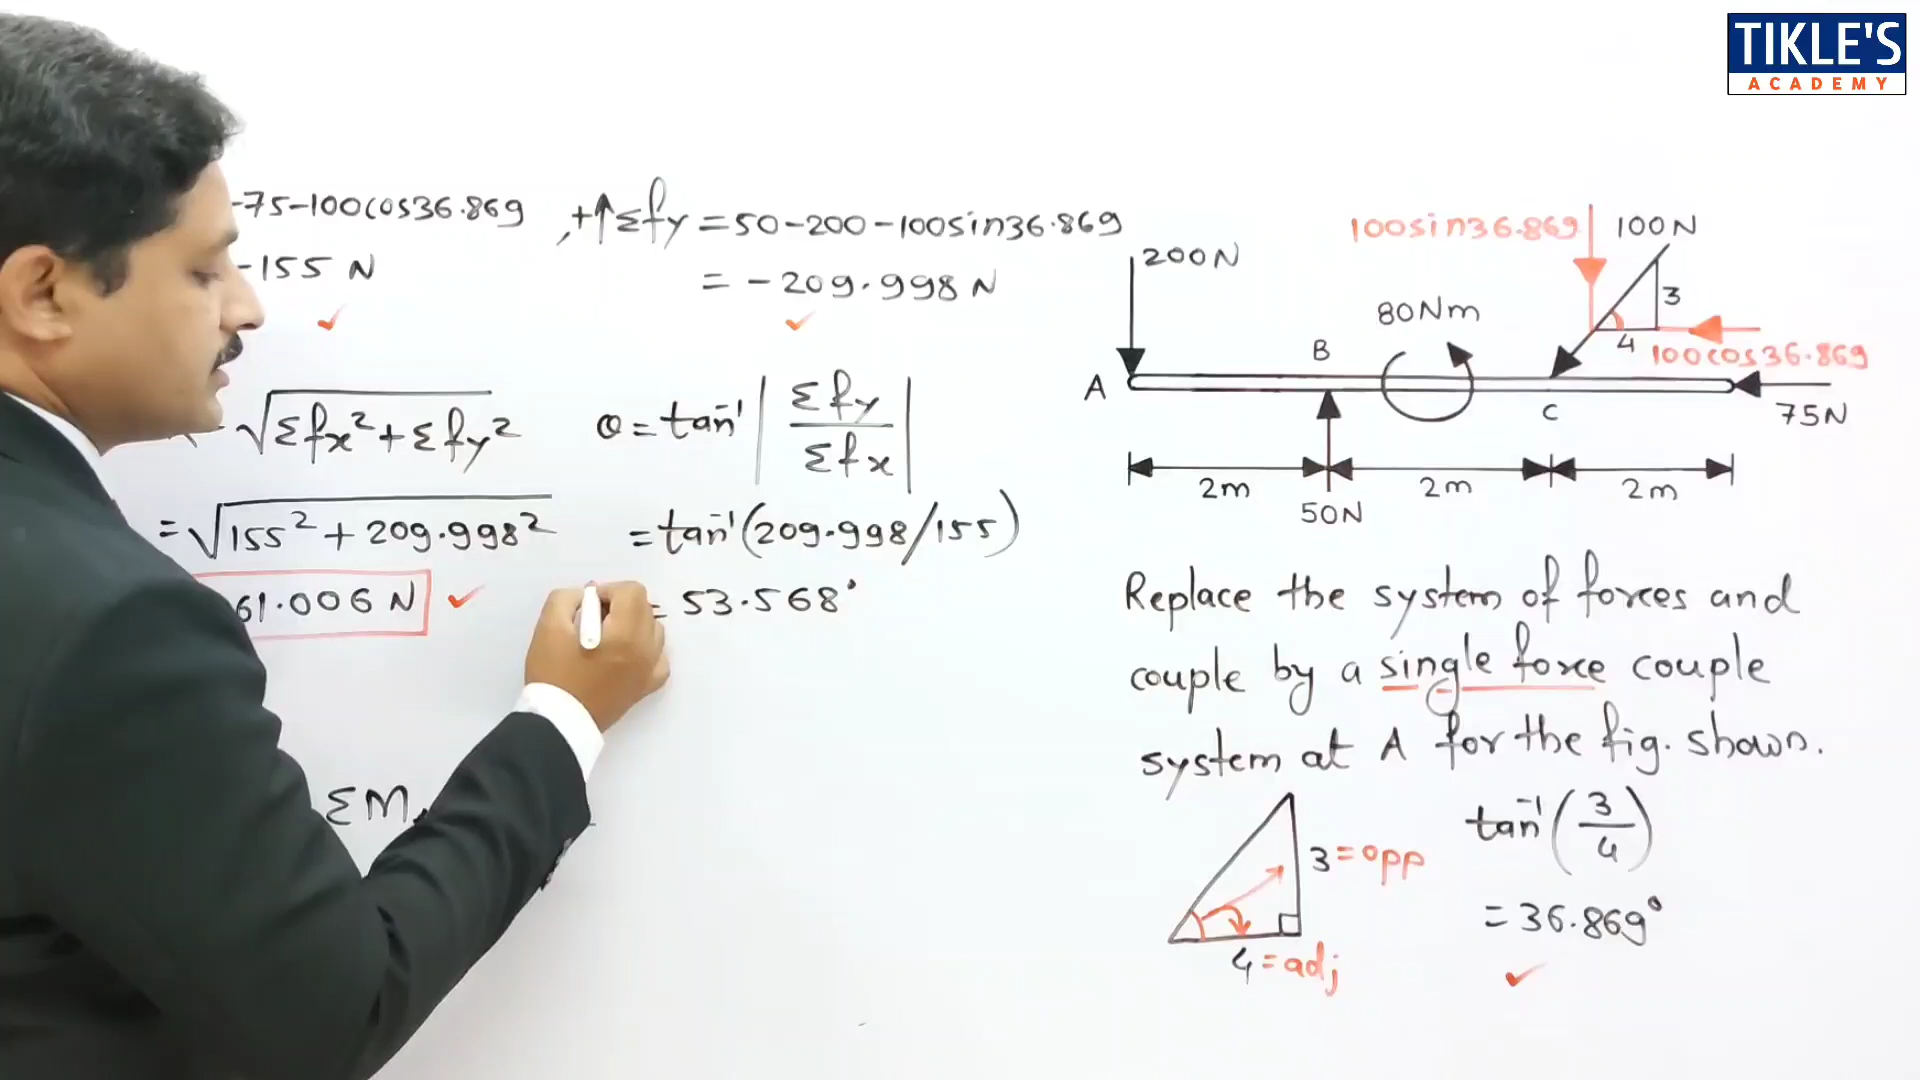 TIKLE'S
ACADEMY
-75-100cos36.869
-155 N
,+↑Σfy = 50-200-100sin36.869
= -209.998 N
√Σfx²+Σfy²
= √155² + 209.998²
61.006 N
θ = tan⁻¹ | Σfy / Σfx |
= tan⁻¹(209.998/155)
= 53.568°
ΣM
200N
100sin36.869
100N
3
4
100cos36.869
80Nm
A
B
C
75N
2m
2m
2m
50N
Replace the system of forces and
couple by a single force couple
system at A for the fig. shown.
3=opp
4=adj
tan⁻¹(3/4)
= 36.869°